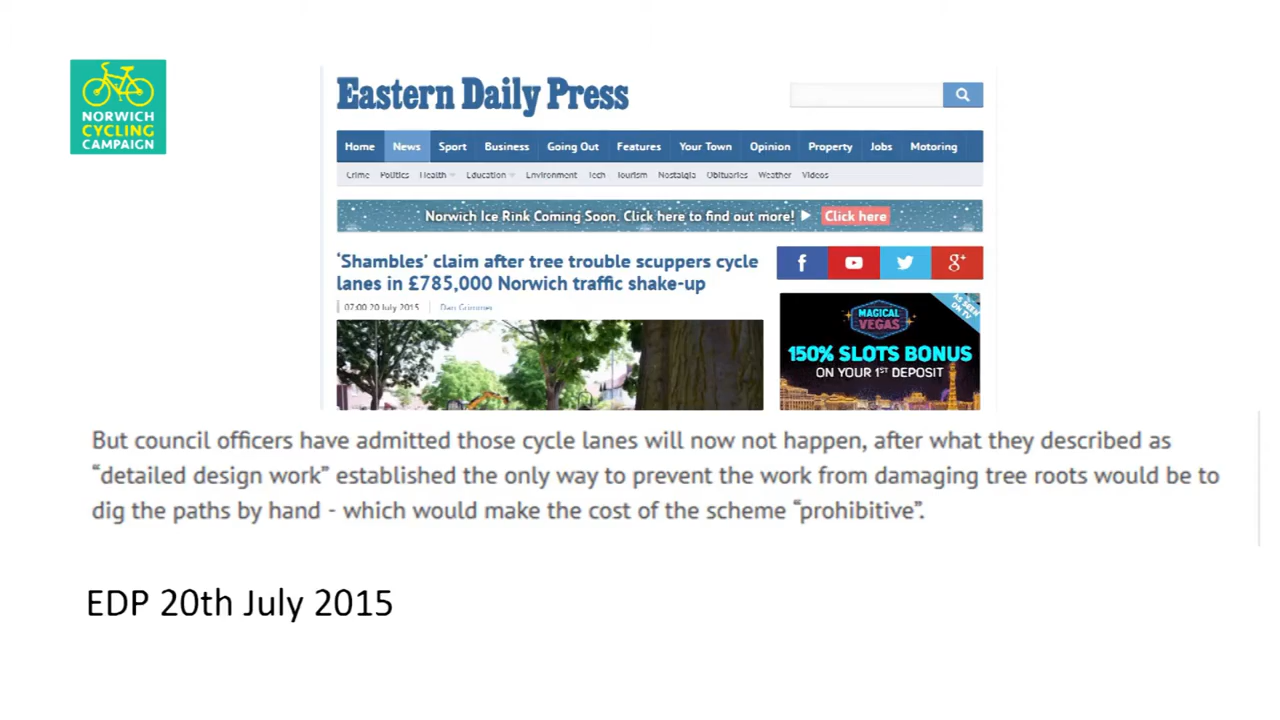 NORWICH
CYCLING
CAMPAIGN
Eastern Daily Press
Home News Sport Business Going Out Features Your Town Opinion Property Jobs Motoring
Crime Politics Health Education Environment Tech Tourism Nostalgia Obituaries Weather Videos
Norwich Ice Rink Coming Soon. Click here to find out more! Click here
‘Shambles’ claim after tree trouble scuppers cycle
lanes in £785,000 Norwich traffic shake-up
07:00 20 July 2015 Dan Grimmer
f g+
AS SEEN
ON TV
MAGICAL
VEGAS
150% SLOTS BONUS
ON YOUR 1ST DEPOSIT
But council officers have admitted those cycle lanes will now not happen, after what they described as
“detailed design work” established the only way to prevent the work from damaging tree roots would be to
dig the paths by hand - which would make the cost of the scheme “prohibitive”.
EDP 20th July 2015